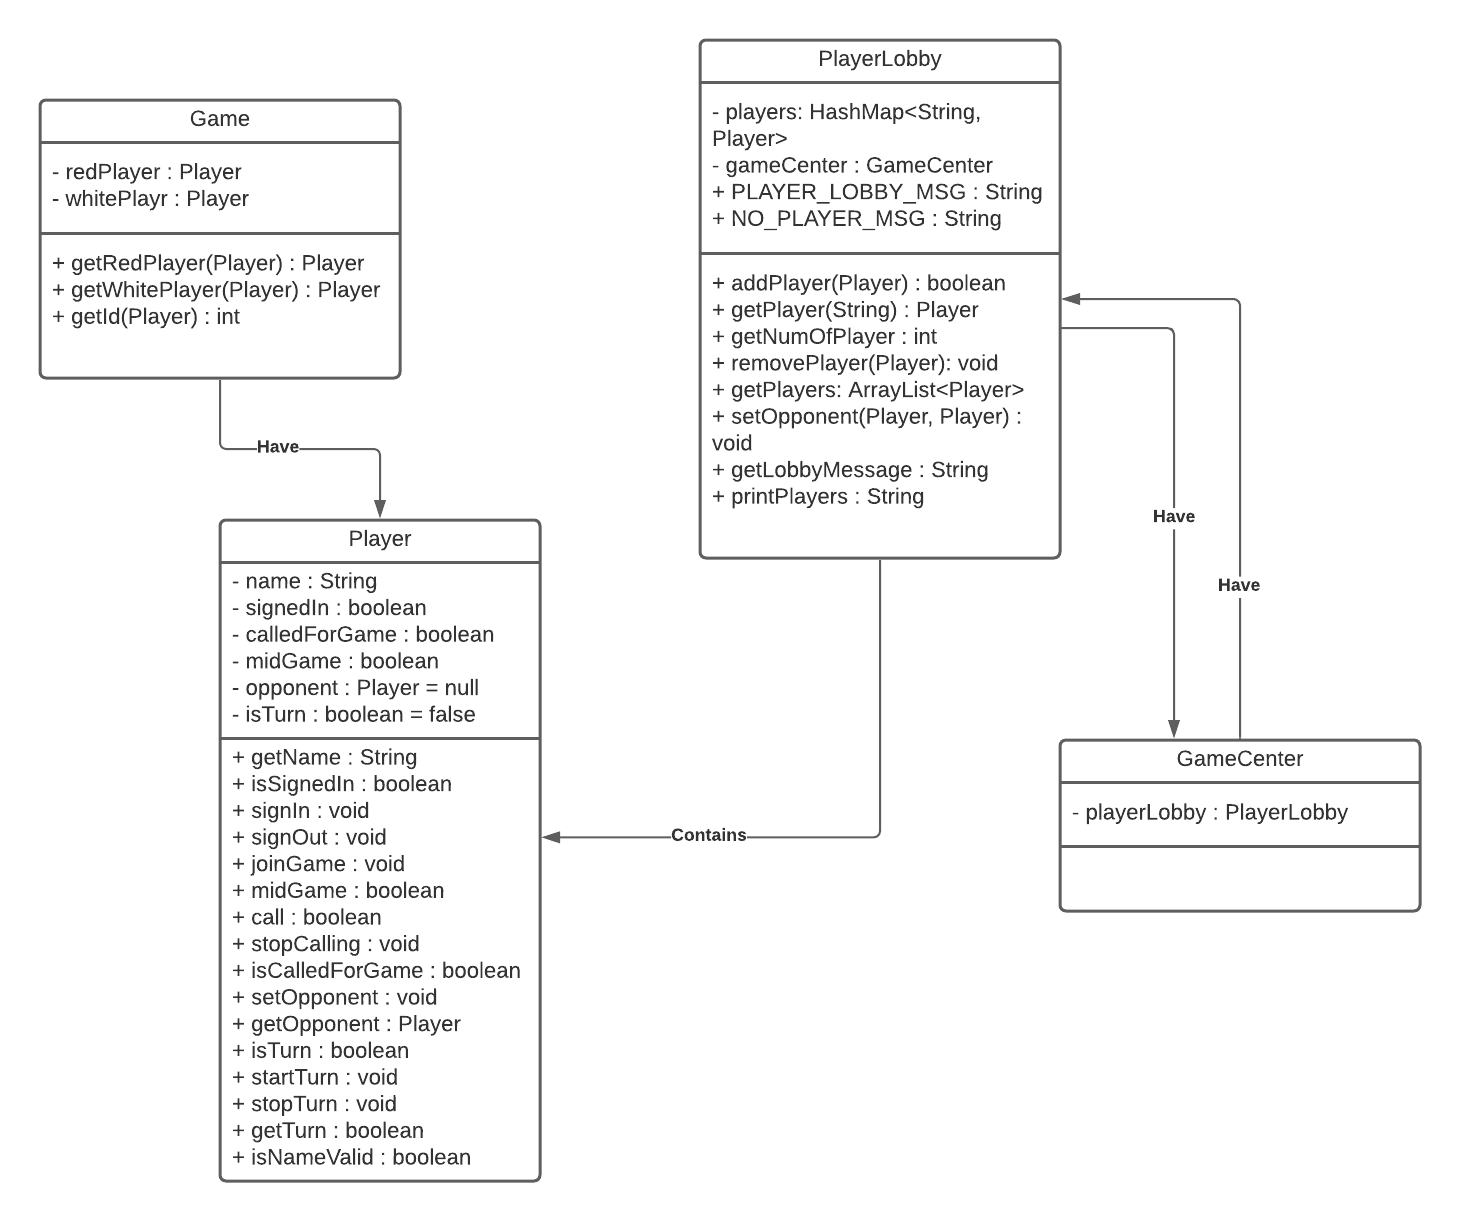 Game
- redPlayer : Player
- whitePlayr : Player
+ getRedPlayer(Player) : Player
+ getWhitePlayer(Player) : Player
+ getId(Player) : int
Have
Player
- name : String
- signedIn : boolean
- calledForGame : boolean
- midGame : boolean
- opponent : Player = null
- isTurn : boolean = false
+ getName : String
+ isSignedIn : boolean
+ signIn : void
+ signOut : void
+ joinGame : void
+ midGame : boolean
+ call : boolean
+ stopCalling : void
+ isCalledForGame : boolean
+ setOpponent : void
+ getOpponent : Player
+ isTurn : boolean
+ startTurn : void
+ stopTurn : void
+ getTurn : boolean
+ isNameValid : boolean
PlayerLobby
- players: HashMap<String,
Player>
- gameCenter : GameCenter
+ PLAYER_LOBBY_MSG : String
+ NO_PLAYER_MSG : String
+ addPlayer(Player) : boolean
+ getPlayer(String) : Player
+ getNumOfPlayer : int
+ removePlayer(Player): void
+ getPlayers: ArrayList<Player>
+ setOpponent(Player, Player) :
void
+ getLobbyMessage : String
+ printPlayers : String
Contains
Have
Have
GameCenter
- playerLobby : PlayerLobby